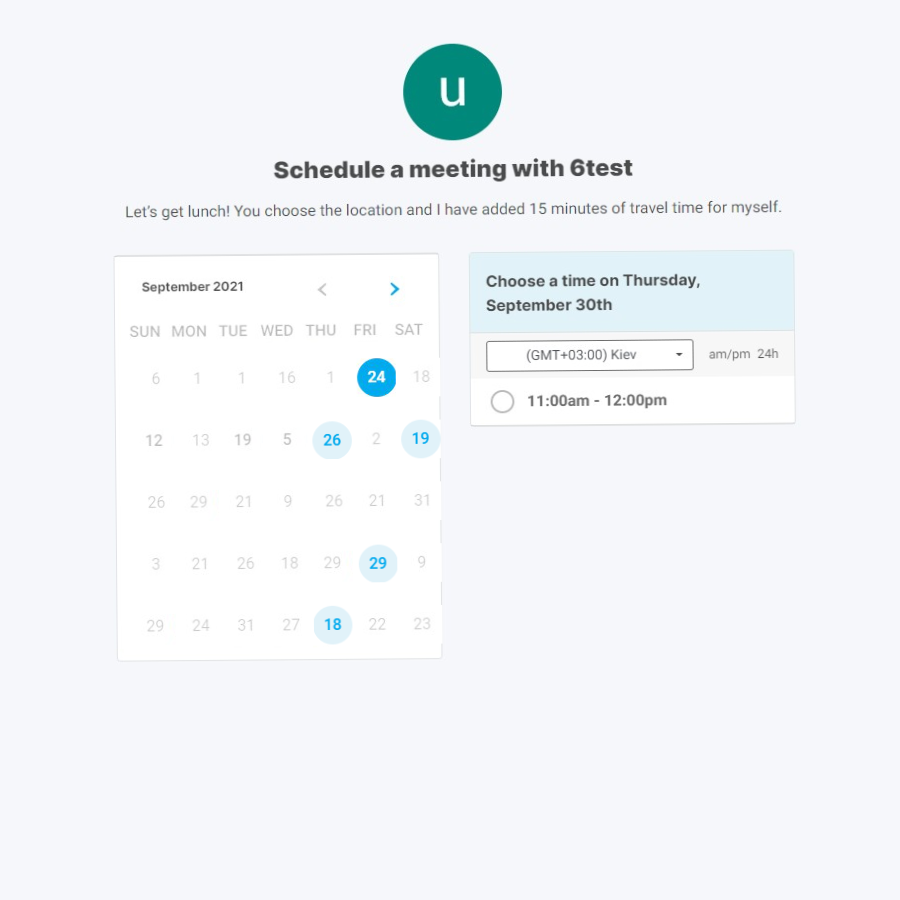 u
Schedule a meeting with 6test
Let's get lunch! You choose the location and I have added 15 minutes of travel time for myself.
September 2021
SUN MON TUE WED THU FRI SAT
6 1 1 16 1 24 18
12 13 19 5 26 2 19
26 29 21 9 26 21 31
3 21 26 18 29 29 9
29 24 31 27 18 22 23
Choose a time on Thursday,
September 30th
(GMT+03:00) Kiev am/pm 24h
11:00am - 12:00pm